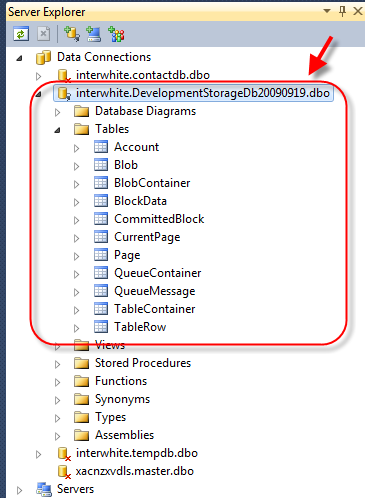 Server Explorer
Data Connections
interwhite.contactdb.dbo
interwhite.DevelopmentStorageDb20090919.dbo
Database Diagrams
Tables
Account
Blob
BlobContainer
BlockData
CommittedBlock
CurrentPage
Page
QueueContainer
QueueMessage
TableContainer
TableRow
Views
Stored Procedures
Functions
Synonyms
Types
Assemblies
interwhite.tempdb.dbo
xacnzxvdls.master.dbo
Servers